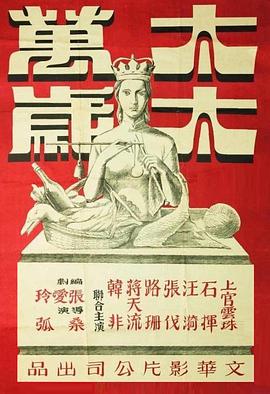 太太
萬歲
上官雲珠
石揮
汪漪
張伐
路珊
蔣天流
韓非
聯合主演
編劇
張愛玲
導演
桑弧
文華影片公司出品